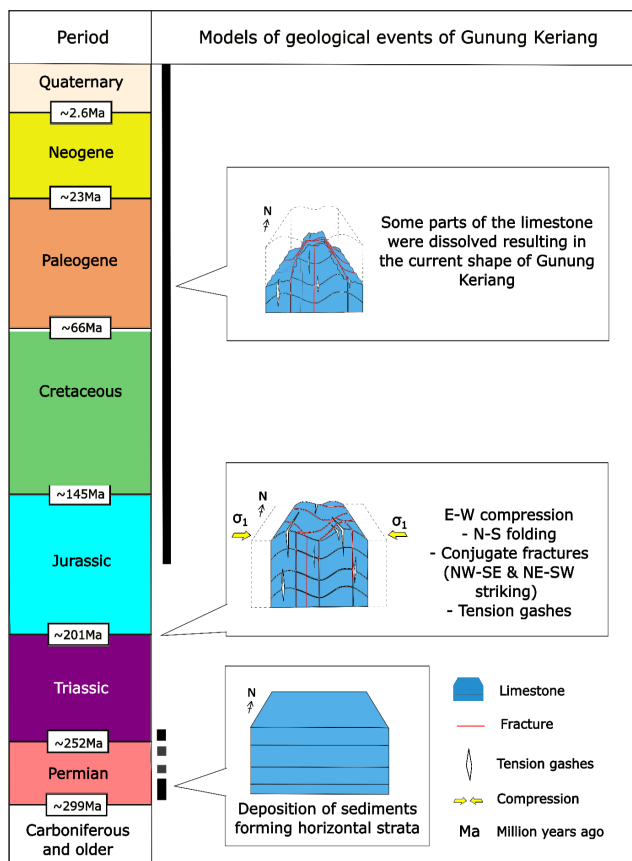 Period
Models of geological events of Gunung Keriang
Quaternary
~2.6Ma
Neogene
~23Ma
Paleogene
~66Ma
Cretaceous
~145Ma
Jurassic
~201Ma
Triassic
~252Ma
Permian
~299Ma
Carboniferous
and older
N
Some parts of the limestone
were dissolved resulting in
the current shape of Gunung
Keriang
N
σ1
σ1
E-W compression
- N-S folding
- Conjugate fractures
(NW-SE & NE-SW
striking)
- Tension gashes
N
Deposition of sediments
forming horizontal strata
Limestone
Fracture
Tension gashes
Compression
Ma Million years ago